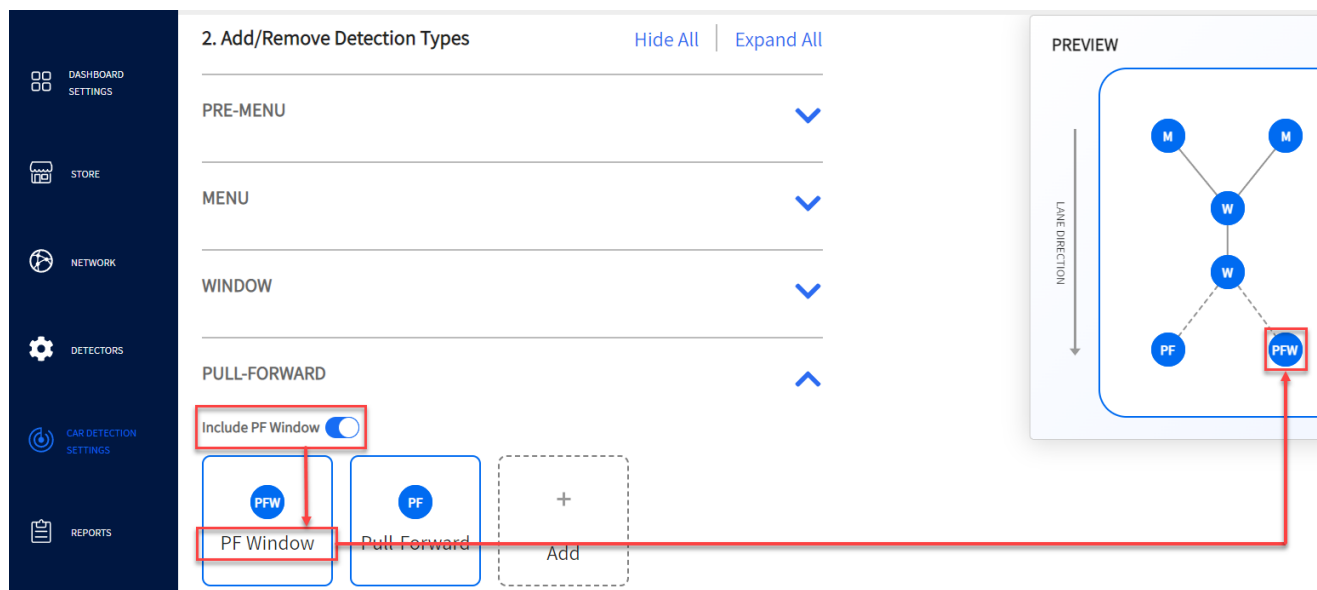 DASHBOARD
SETTINGS
STORE
NETWORK
DETECTORS
CAR DETECTION
SETTINGS
REPORTS
2. Add/Remove Detection Types
Hide All
Expand All
PRE-MENU
MENU
WINDOW
PULL-FORWARD
Include PF Window
PFW
PF Window
PF
Pull-Forward
+
Add
PREVIEW
LANE DIRECTION
M
M
W
W
PF
PFW